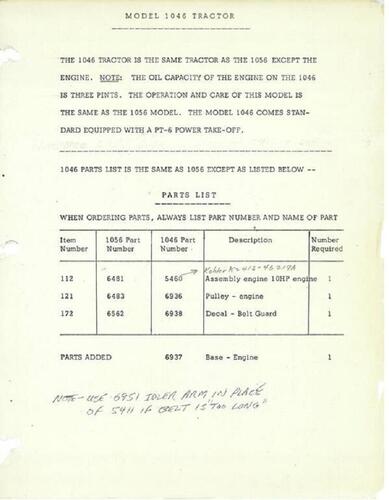 MODEL 1046 TRACTOR
THE 1046 TRACTOR IS THE SAME TRACTOR AS THE 1056 EXCEPT THE
ENGINE. NOTE: THE OIL CAPACITY OF THE ENGINE ON THE 1046
IS THREE PINTS. THE OPERATION AND CARE OF THIS MODEL IS
THE SAME AS THE 1056 MODEL. THE MODEL 1046 COMES STAN-
DARD EQUIPPED WITH A PT-6 POWER TAKE-OFF.
1046 PARTS LIST IS THE SAME AS 1056 EXCEPT AS LISTED BELOW --
PARTS LIST
WHEN ORDERING PARTS, ALWAYS LIST PART NUMBER AND NAME OF PART
Item 1056 Part 1046 Part Description Number
Number Number Number Required
Kohler
112 6481 5460 Assembly engine 10HP engine 1
121 6483 6936 Pulley - engine 1
172 6562 6938 Decal - Belt Guard 1
PARTS ADDED 6937 Base - Engine 1
NOTE - USE 6951 IDLER ARM IN PLACE
OF 5411 IF BELT IS "TOO LONG"